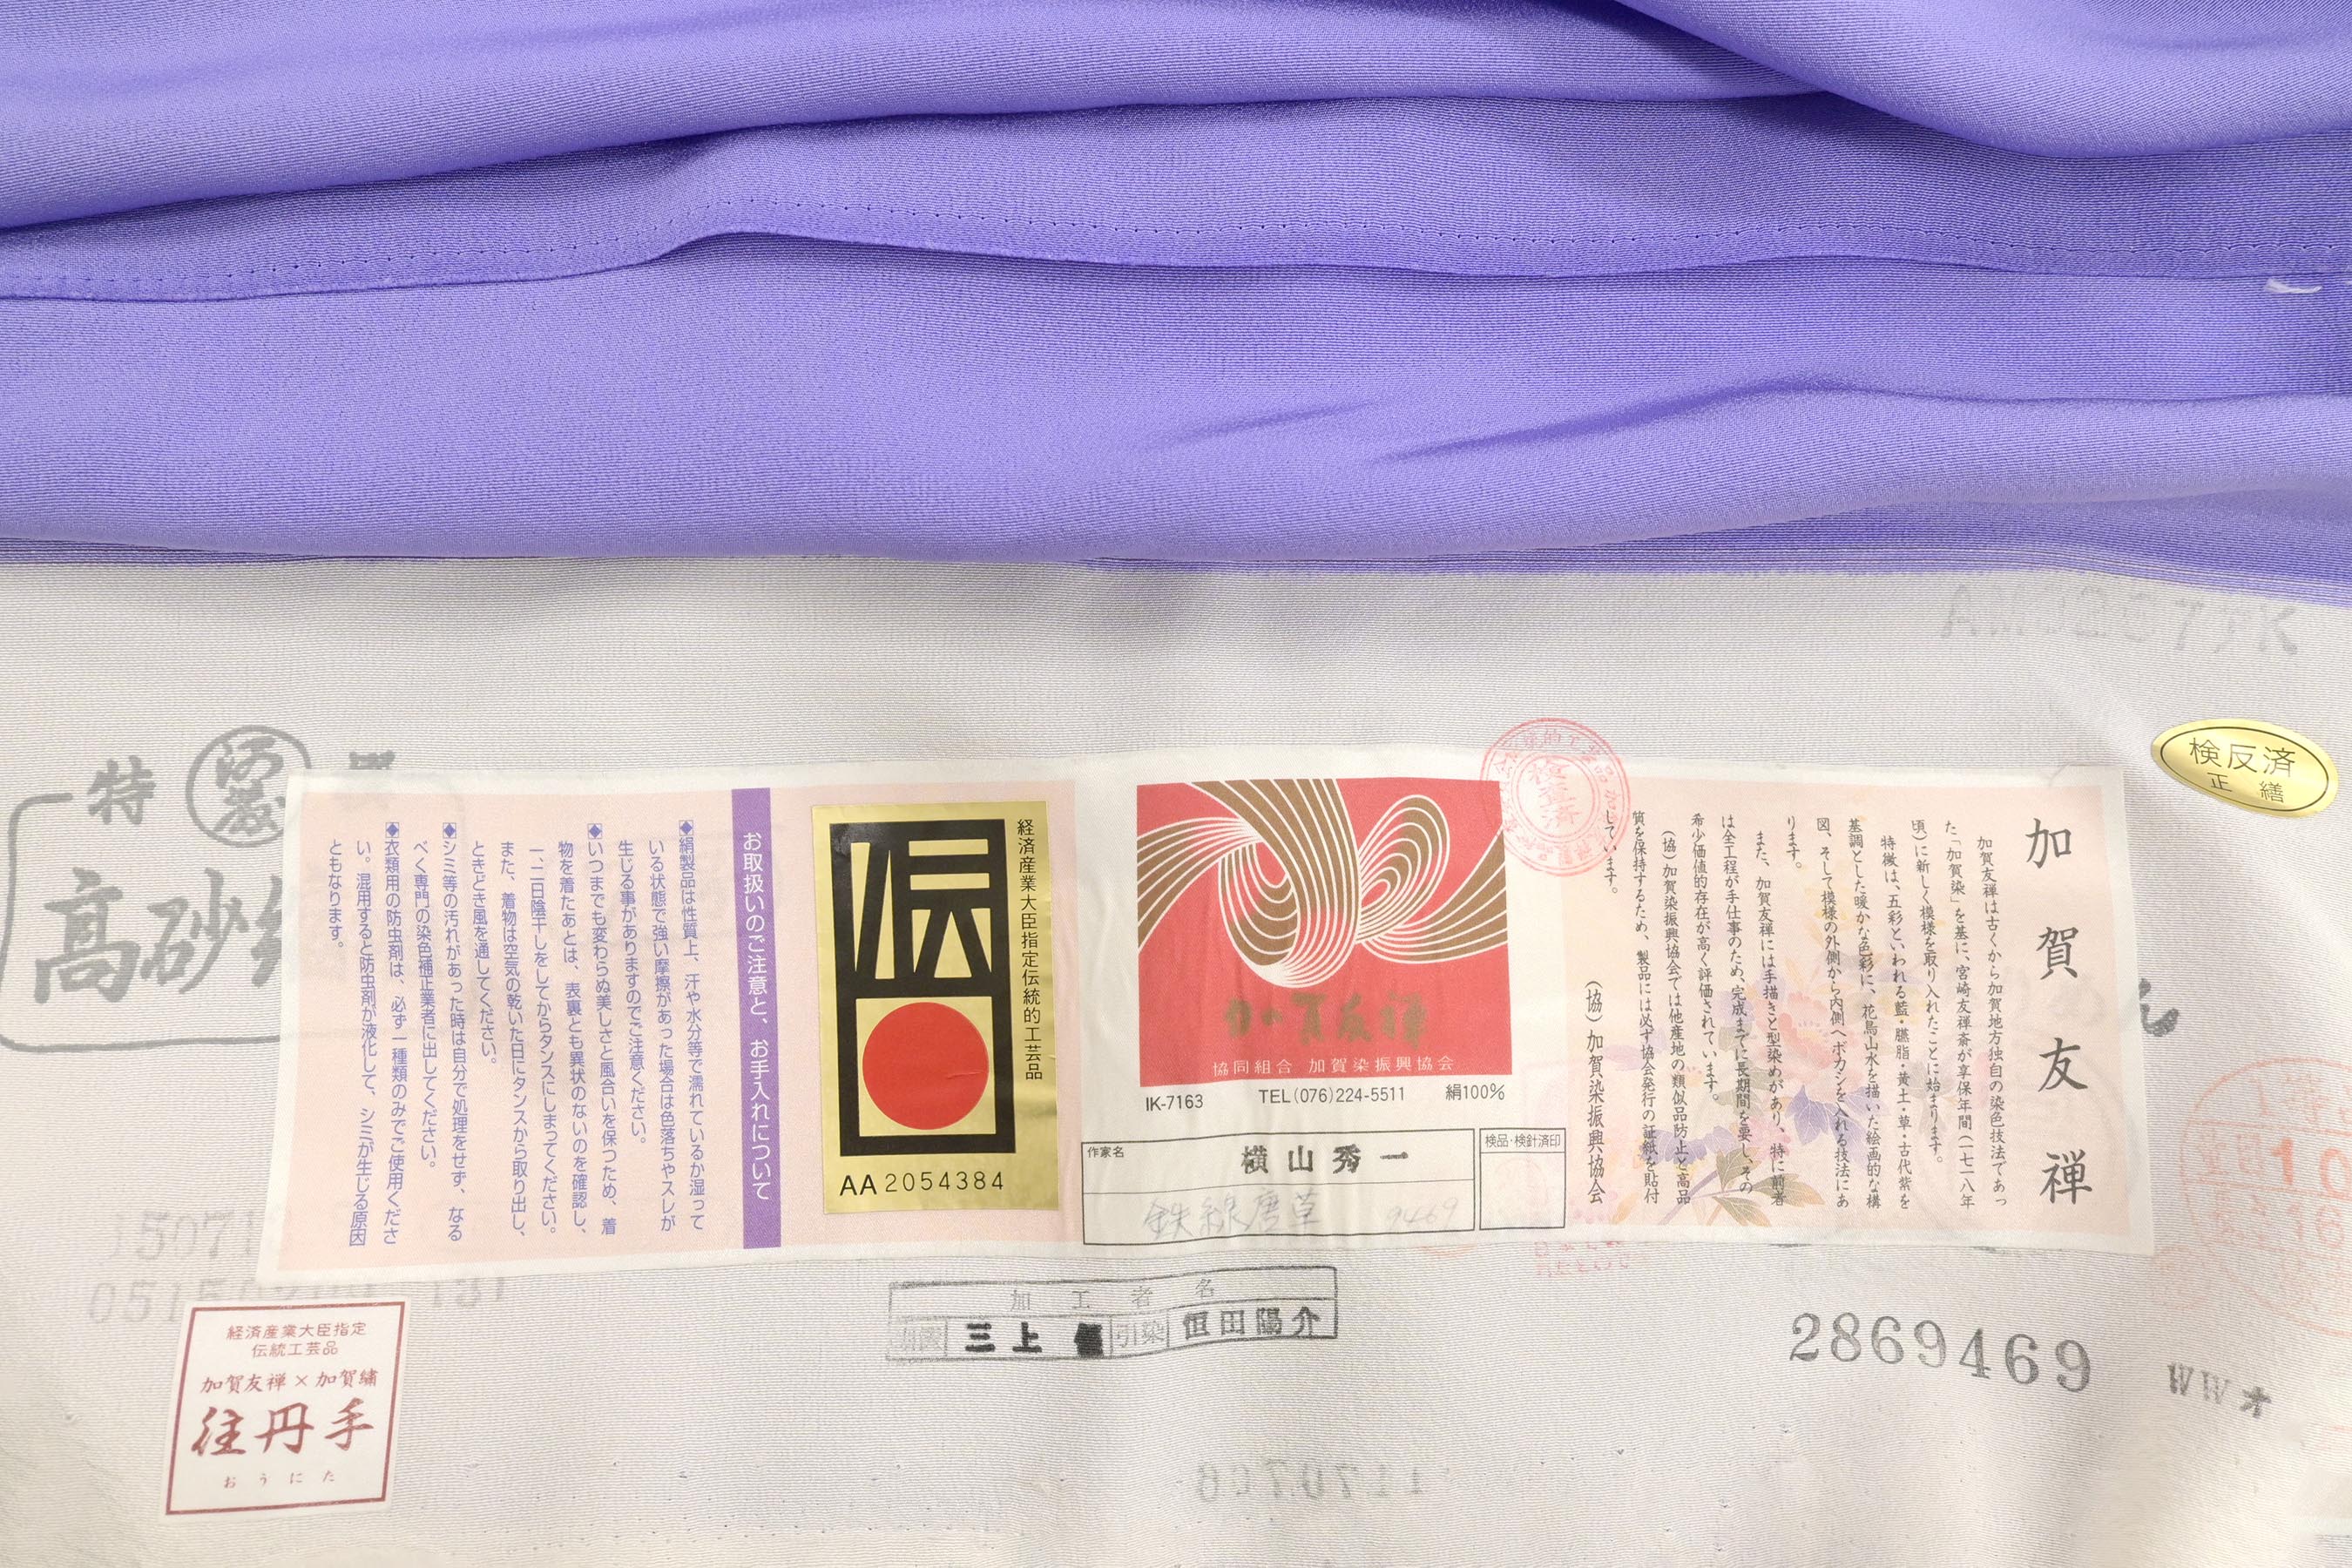 加賀友禅
加賀友禅は古くから加賀地方独自の染色技法であっ
た「加賀染」を基に、宮崎友禅斎が享保年間（一七一八年
頃）に新しく模様を取り入れたことに始まります。
特徴は、五彩といわれる藍・臙脂・黄土・草・古代紫を
基調とした暖かな色彩に、花鳥山水を描いた絵画的な構
図、そして模様の外側から内側へボカシを入れる技法にあ
ります。
また、加賀友禅には手描きと型染めがあり、特に前者
は全工程が手仕事のため、完成までに長期間を要し、その
希少価値的存在が高く評価されています。
（協）加賀染振興協会では他産地の類似品防止と高品
質を保持するため、製品には必ず協会発行の証紙を貼付
しています。
（協）加賀染振興協会
検反済
正 繕
加賀友禅
協同組合 加賀染振興協会
IK-7163 TEL(076)224-5511 絹100%
作家名
横山秀一
鉄線唐草 9469
検品・検針済印
経済産業大臣指定伝統的工芸品
伝
AA2054384
お取扱いのご注意と、お手入れについて
◆絹製品は性質上、汗や水分等で濡れているか湿って
いる状態で強い摩擦があった場合は色落ちやスレが
生じる事がありますのでご注意ください。
◆いつまでも変わらぬ美しさと風合いを保つため、着
物を着たあとは、表裏とも異状のないのを確認し、
一、二日陰干しをしてからタンスにしまってください。
また、着物は空気の乾いた日にタンスから取り出し、
ときどき風を通してください。
◆シミ等の汚れがあった時は自分で処理をせず、なる
べく専門の染色補正業者に出してください。
◆衣類用の防虫剤は、必ず一種類のみでご使用くださ
い。混用すると防虫剤が液化して、シミが生じる原因
ともなります。
特
高砂
加工者名
三上
引染
恒田陽介
2869469
WWオ
経済産業大臣指定
伝統工芸品
加賀友禅×加賀繍
往丹手
おうにた